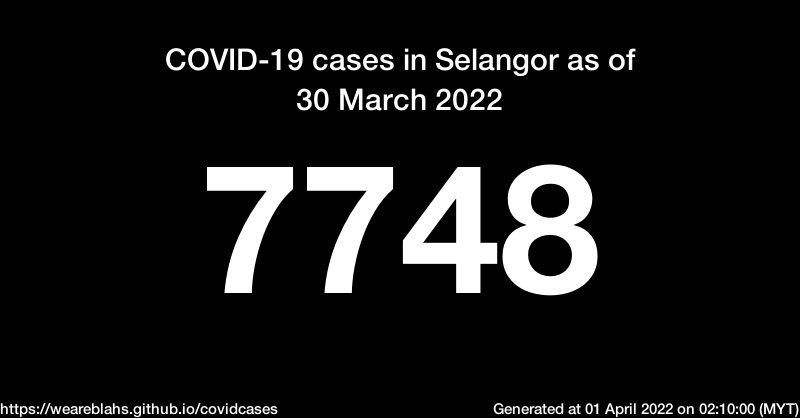 COVID-19 cases in Selangor as of
30 March 2022
7748
https://weareblahs.github.io/covidcases
Generated at 01 April 2022 on 02:10:00 (MYT)